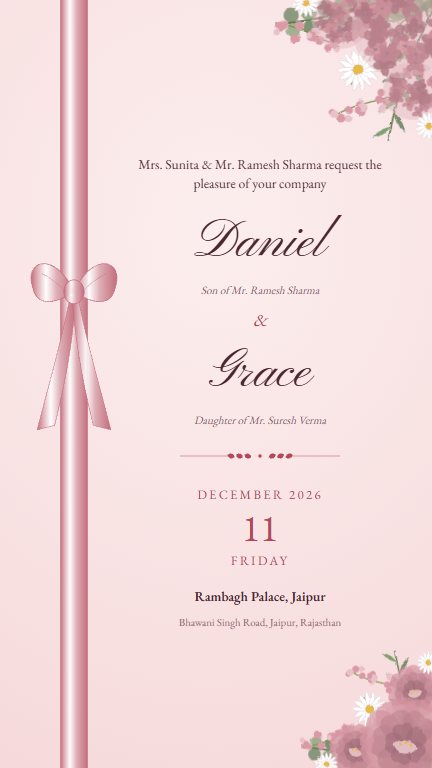 Mrs. Sunita & Mr. Ramesh Sharma request the
pleasure of your company
Daniel
Son of Mr. Ramesh Sharma
&
Grace
Daughter of Mr. Suresh Verma
DECEMBER 2026
11
FRIDAY
Rambagh Palace, Jaipur
Bhawani Singh Road, Jaipur, Rajasthan